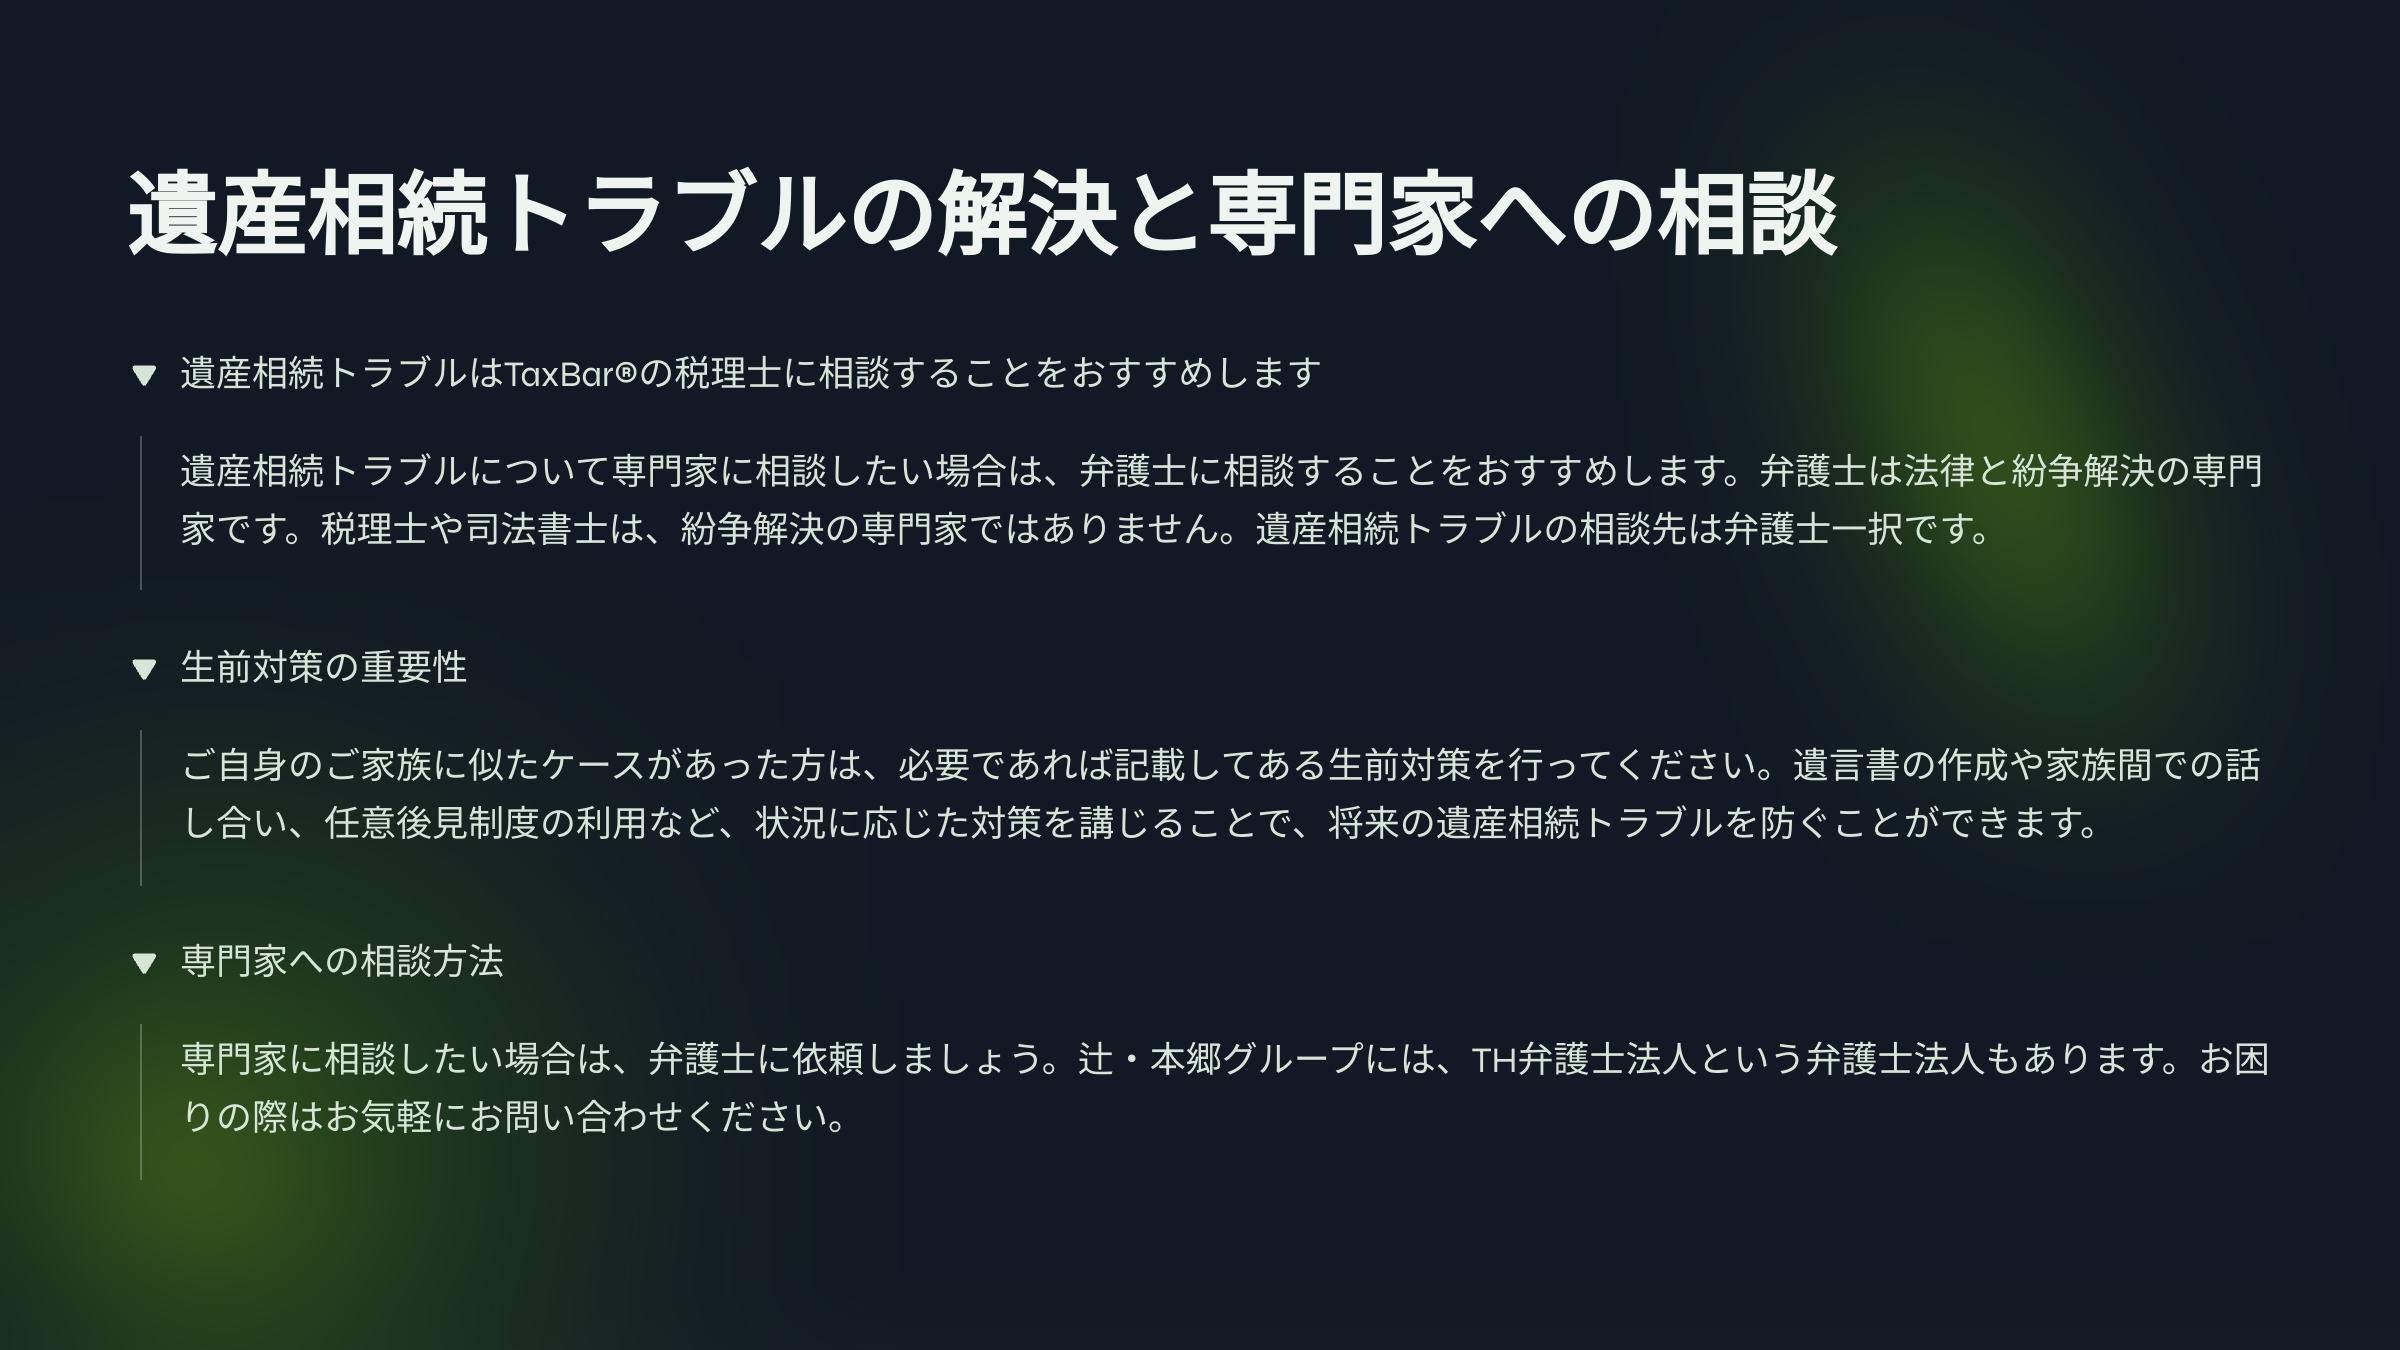 遺産相続トラブルの解決と専門家への相談
遺産相続トラブルはTaxBar®の税理士に相談することをおすすめします
遺産相続トラブルについて専門家に相談したい場合は、弁護士に相談することをおすすめします。弁護士は法律と紛争解決の専門
家です。税理士や司法書士は、紛争解決の専門家ではありません。遺産相続トラブルの相談先は弁護士一択です。
生前対策の重要性
ご自身のご家族に似たケースがあった方は、必要であれば記載してある生前対策を行ってください。遺言書の作成や家族間での話
し合い、任意後見制度の利用など、状況に応じた対策を講じることで、将来の遺産相続トラブルを防ぐことができます。
専門家への相談方法
専門家に相談したい場合は、弁護士に依頼しましょう。辻・本郷グループには、TH弁護士法人という弁護士法人もあります。お困
りの際はお気軽にお問い合わせください。